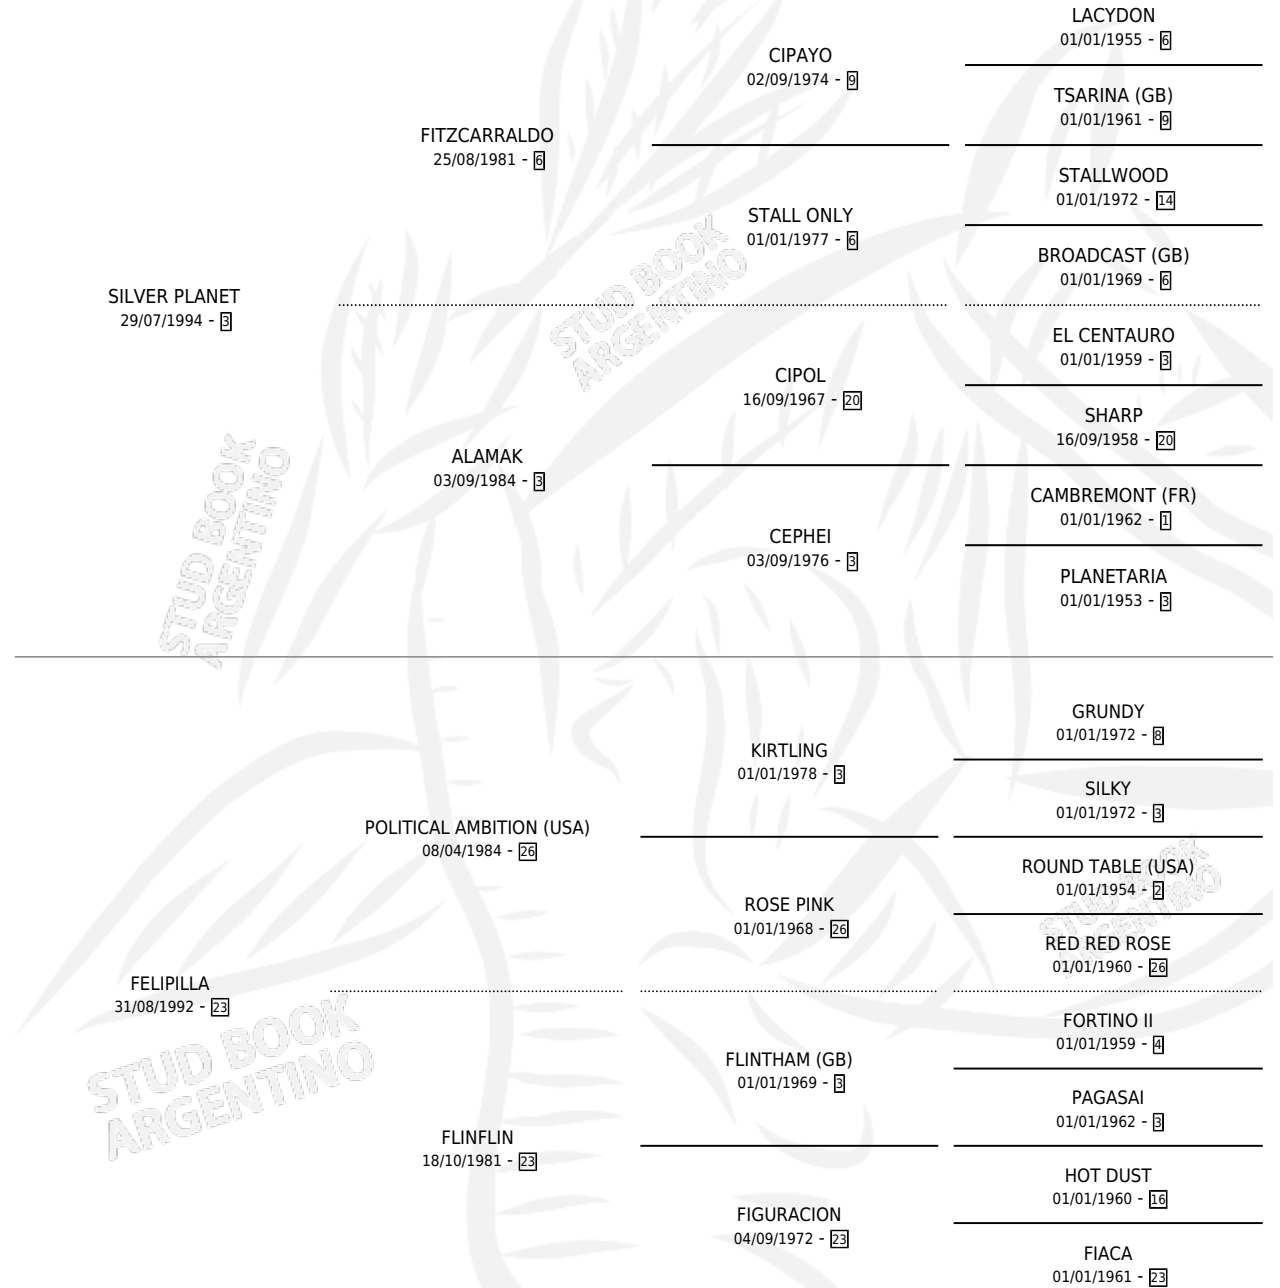 LACYDON
01/01/1955 - 6
CIPAYO
02/09/1974 - 9
TSARINA (GB)
01/01/1961 - 9
FITZCARRALDO
25/08/1981 - 6
STALLWOOD
01/01/1972 - 14
STALL ONLY
01/01/1977 - 6
BROADCAST (GB)
01/01/1969 - 6
SILVER PLANET
29/07/1994 - 3
STUD BOOK
ARGENTINO
EL CENTAURO
01/01/1959 - 3
CIPOL
16/09/1967 - 20
SHARP
16/09/1958 - 20
ALAMAK
03/09/1984 - 3
CAMBREMONT (FR)
01/01/1962 - 1
CEPHEI
03/09/1976 - 3
PLANETARIA
01/01/1953 - 3
STUD BOOK
ARGENTINO
GRUNDY
01/01/1972 - 8
KIRTLING
01/01/1978 - 3
SILKY
01/01/1972 - 3
POLITICAL AMBITION (USA)
08/04/1984 - 26
ROUND TABLE (USA)
01/01/1954 - 2
ROSE PINK
01/01/1968 - 26
STUD BOOK
ARGENTINO
RED RED ROSE
01/01/1960 - 26
FELIPILLA
31/08/1992 - 23
STUD BOOK
ARGENTINO
FORTINO II
01/01/1959 - 4
FLINTHAM (GB)
01/01/1969 - 3
PAGASAI
01/01/1962 - 3
FLINFLIN
18/10/1981 - 23
HOT DUST
01/01/1960 - 16
FIGURACION
04/09/1972 - 23
FIACA
01/01/1961 - 23